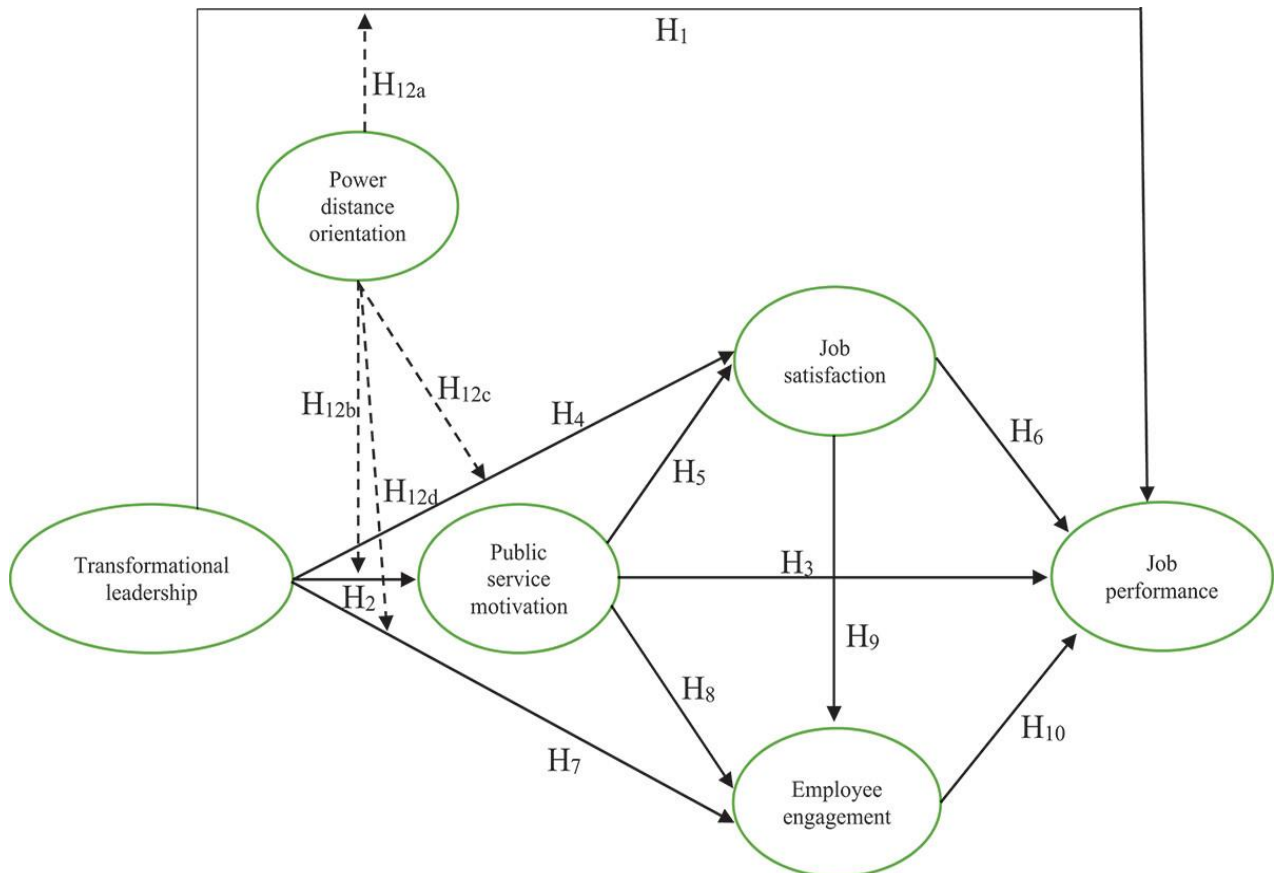 H1
H12a
Power
distance
orientation
H12b
H12c
H12d
H4
Job
satisfaction
H5
H6
Transformational
leadership
H2
Public
service
motivation
H3
Job
performance
H9
H8
H7
H10
Employee
engagement